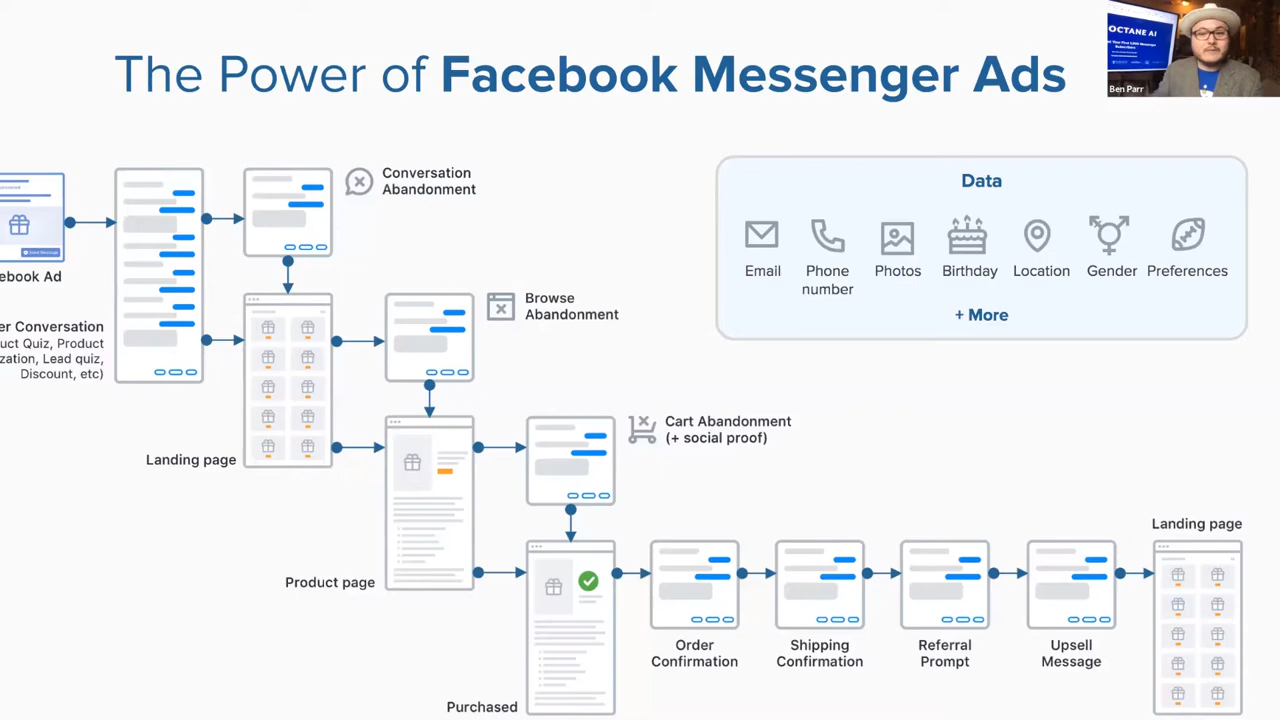 The Power of Facebook Messenger Ads
OCTANE AI
Ben Parr
Conversation
Abandonment
Data
Email
Phone
number
Photos
Birthday
Location
Gender
Preferences
+ More
ebook Ad
Browse
Abandonment
er Conversation
uct Quiz, Product
ization, Lead quiz,
Discount, etc)
Landing page
Cart Abandonment
(+ social proof)
Product page
Landing page
Order
Confirmation
Shipping
Confirmation
Referral
Prompt
Upsell
Message
Purchased